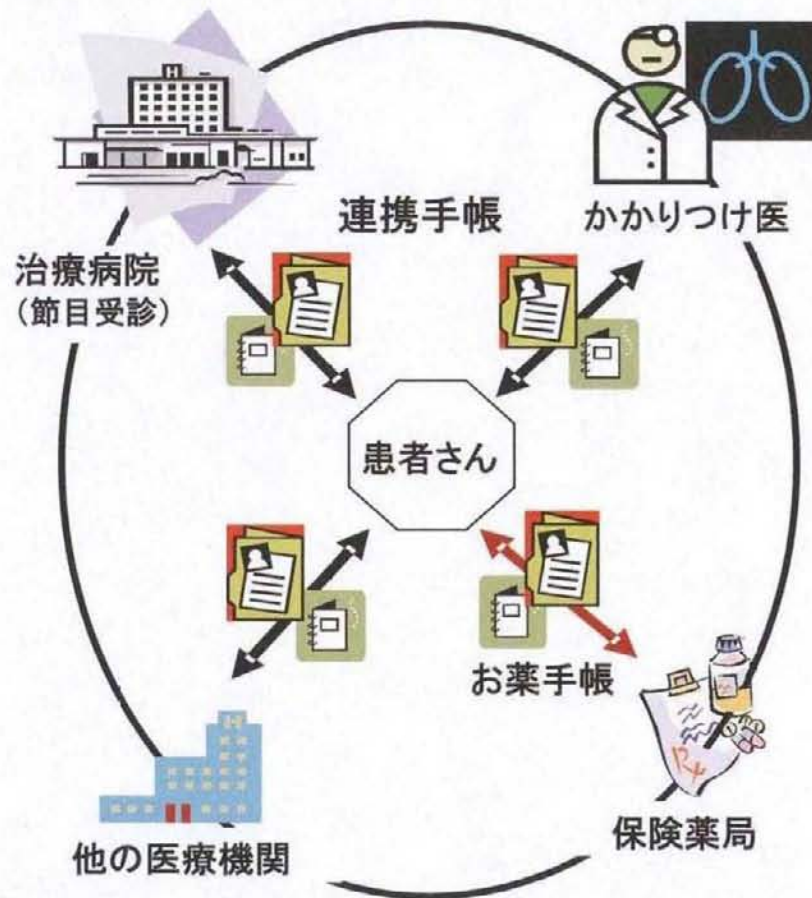 H
連携手帳
かかりつけ医
治療病院
（節目受診）
患者さん
お薬手帳
保険薬局
他の医療機関